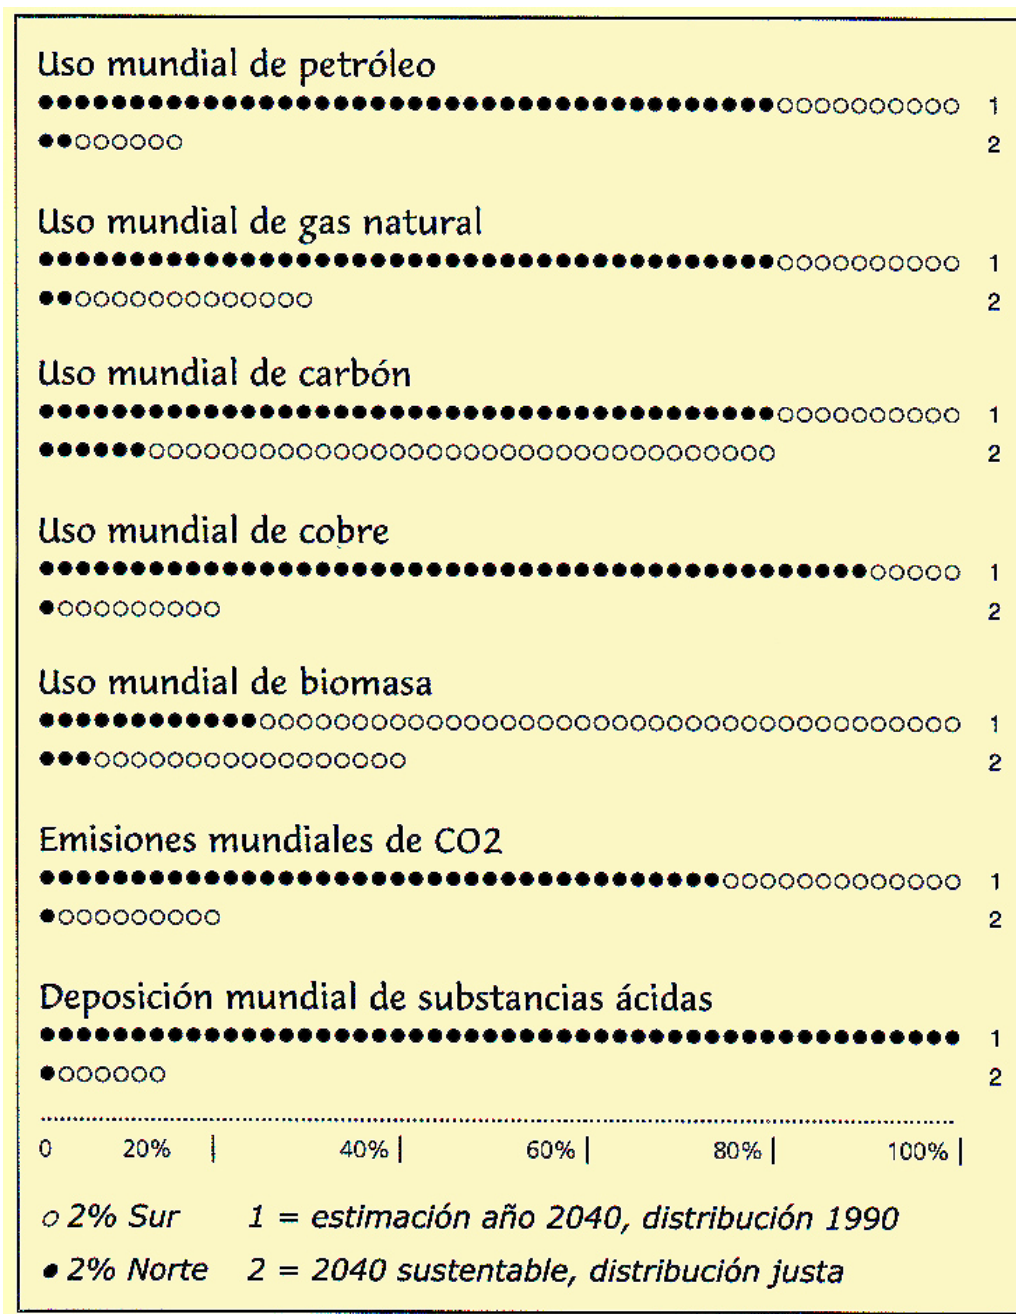 Uso mundial de petróleo
1
2
Uso mundial de gas natural
1
2
Uso mundial de carbón
1
2
Uso mundial de cobre
1
2
Uso mundial de biomasa
1
2
Emisiones mundiales de CO2
1
2
Deposición mundial de substancias ácidas
1
2
0 20% | 40% | 60% | 80% | 100% |
○ 2% Sur 1 = estimación año 2040, distribución 1990
● 2% Norte 2 = 2040 sustentable, distribución justa